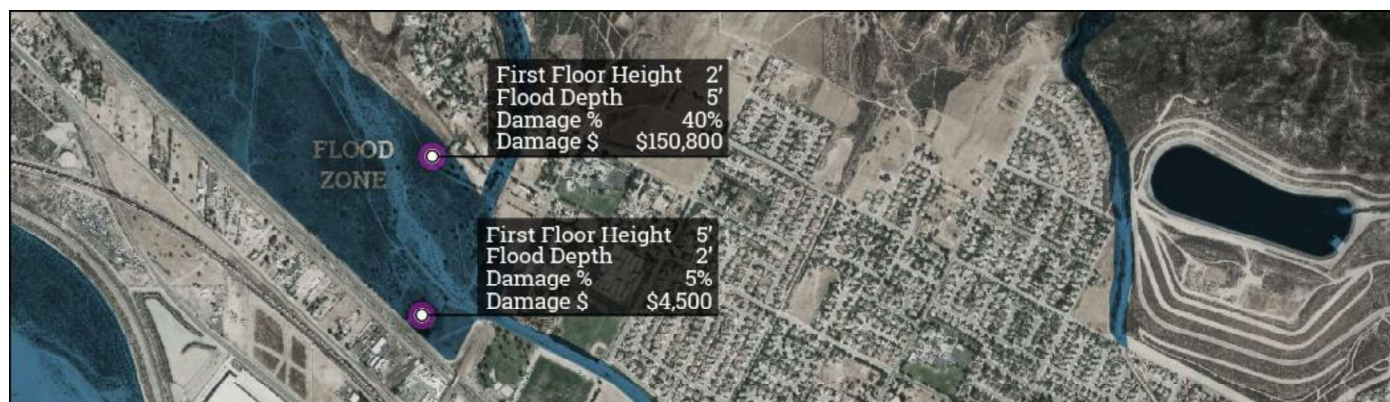 First Floor Height 2'
Flood Depth 5'
Damage % 40%
Damage $ $150,800
FLOOD
ZONE
First Floor Height 5'
Flood Depth 2'
Damage % 5%
Damage $ $4,500